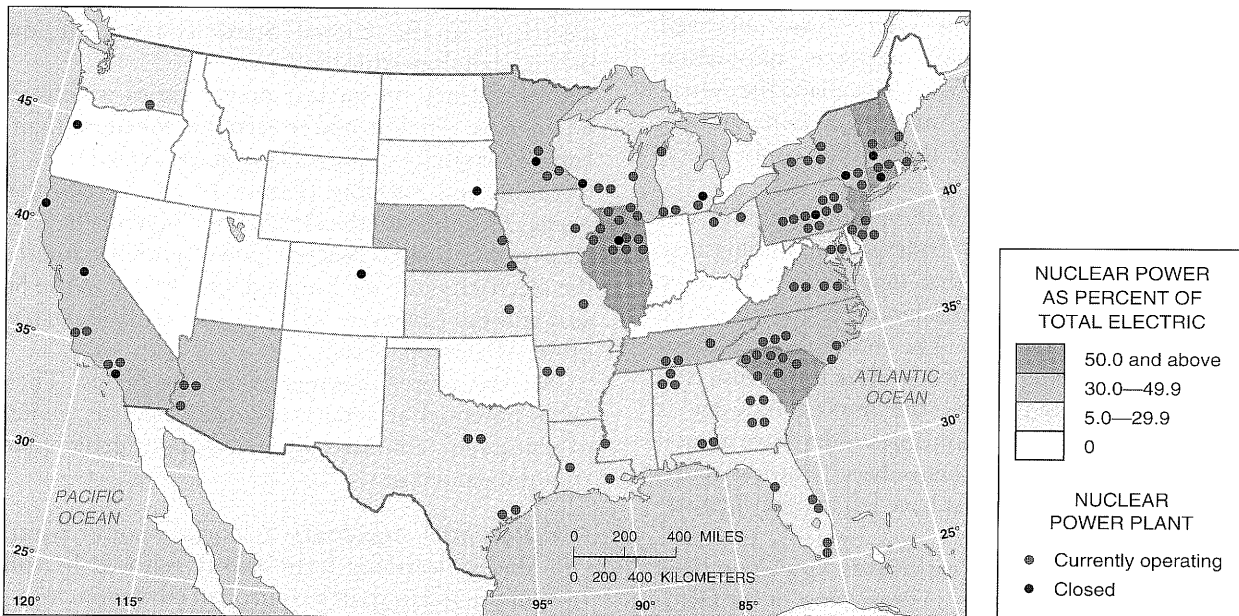 45°
40°
35°
30°
25°
120°
115°
PACIFIC
OCEAN
0 200 400 MILES
0 200 400 KILOMETERS
95°
90°
85°
ATLANTIC
OCEAN
40°
35°
30°
25°
NUCLEAR POWER
AS PERCENT OF
TOTAL ELECTRIC
50.0 and above
30.0—49.9
5.0—29.9
0
NUCLEAR
POWER PLANT
Currently operating
Closed